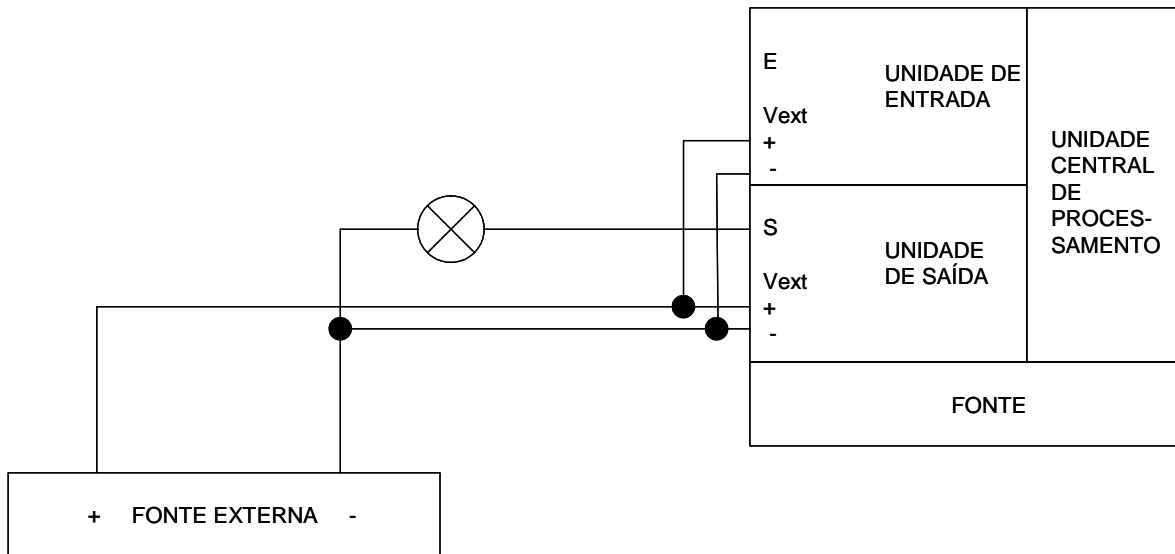 E
UNIDADE DE
ENTRADA
Vext
+
-
UNIDADE
CENTRAL
DE
PROCES-
SAMENTO
S
UNIDADE
DE SAÍDA
Vext
+
-
FONTE
+ FONTE EXTERNA -